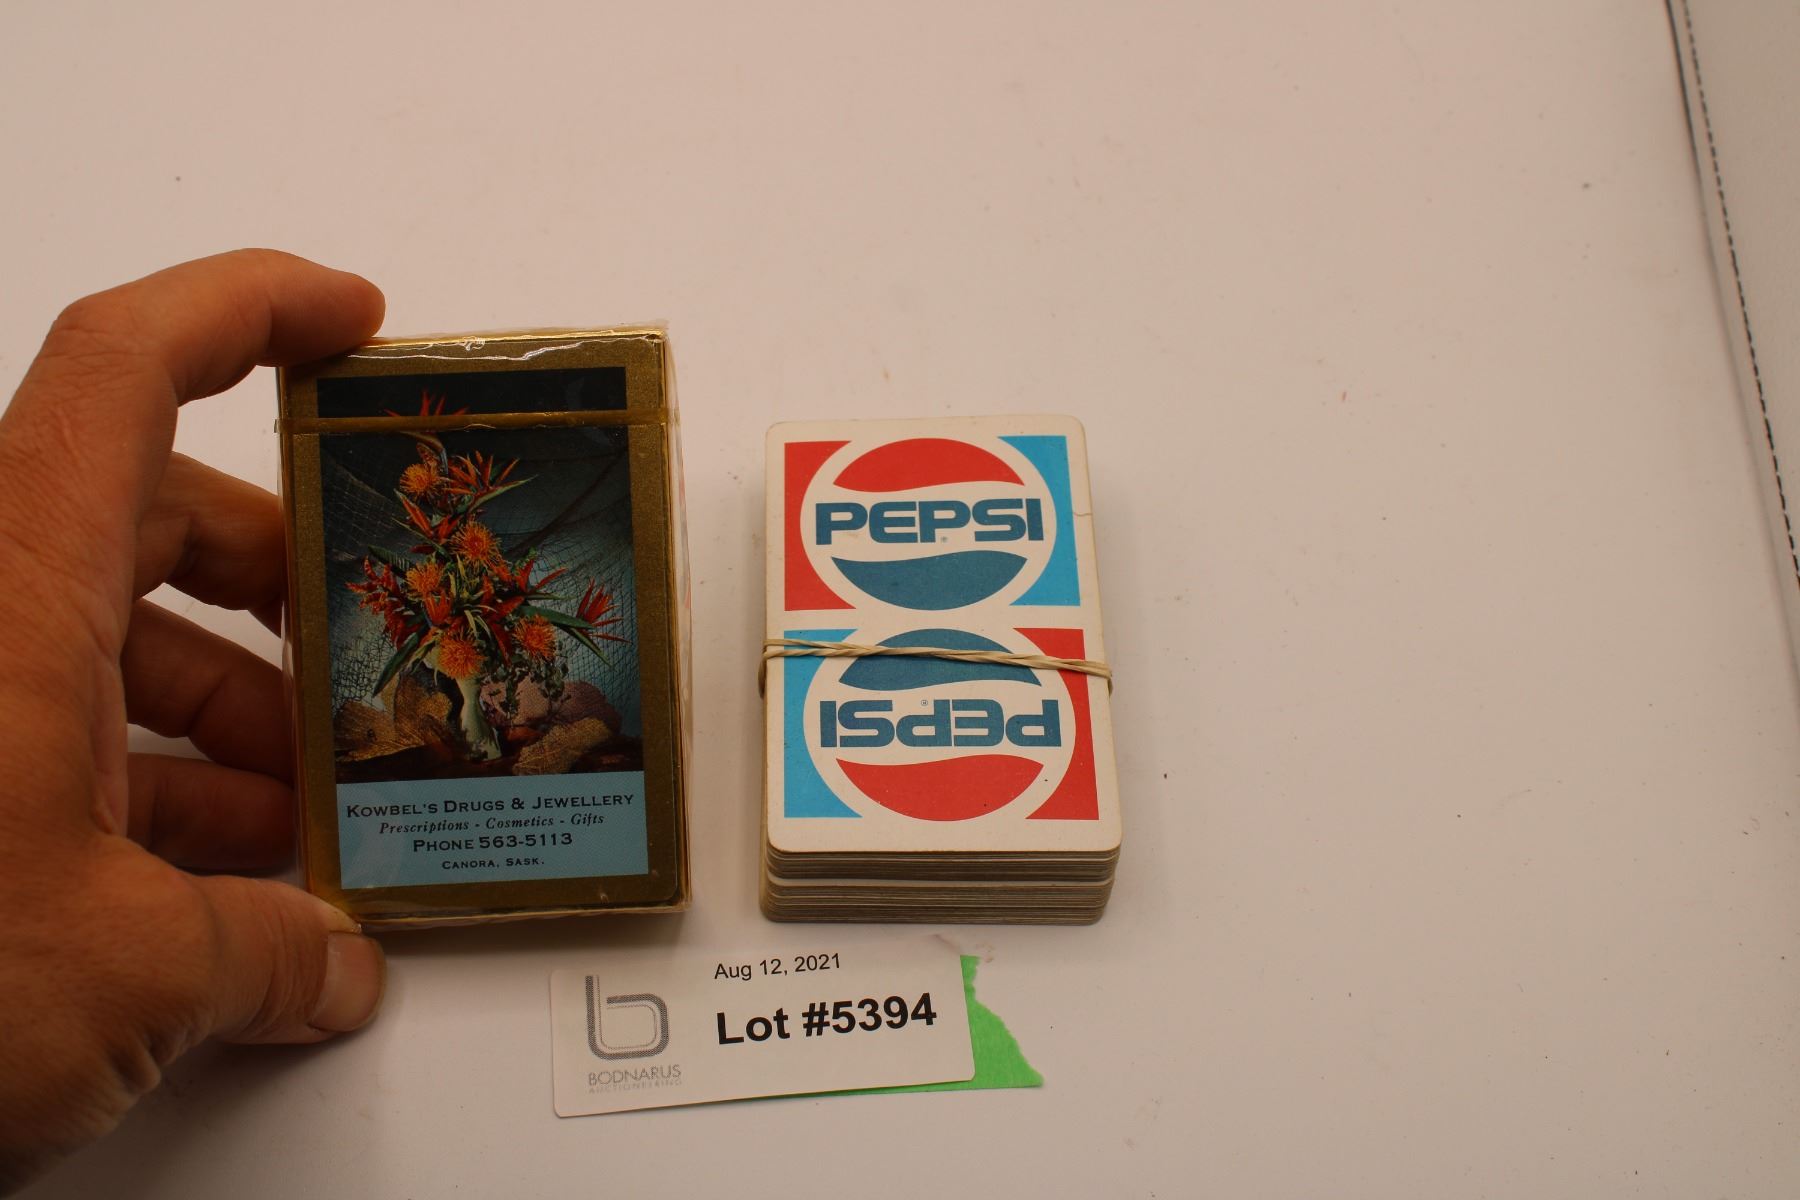 KOWBEL'S DRUGS & JEWELLERY
Prescriptions - Cosmetics - Gifts
PHONE 563-5113
CANORA, SASK.
PEPSI®
PEPSI®
Aug 12, 2021
Lot #5394
b
BODNARUS
AUCTIONEERING